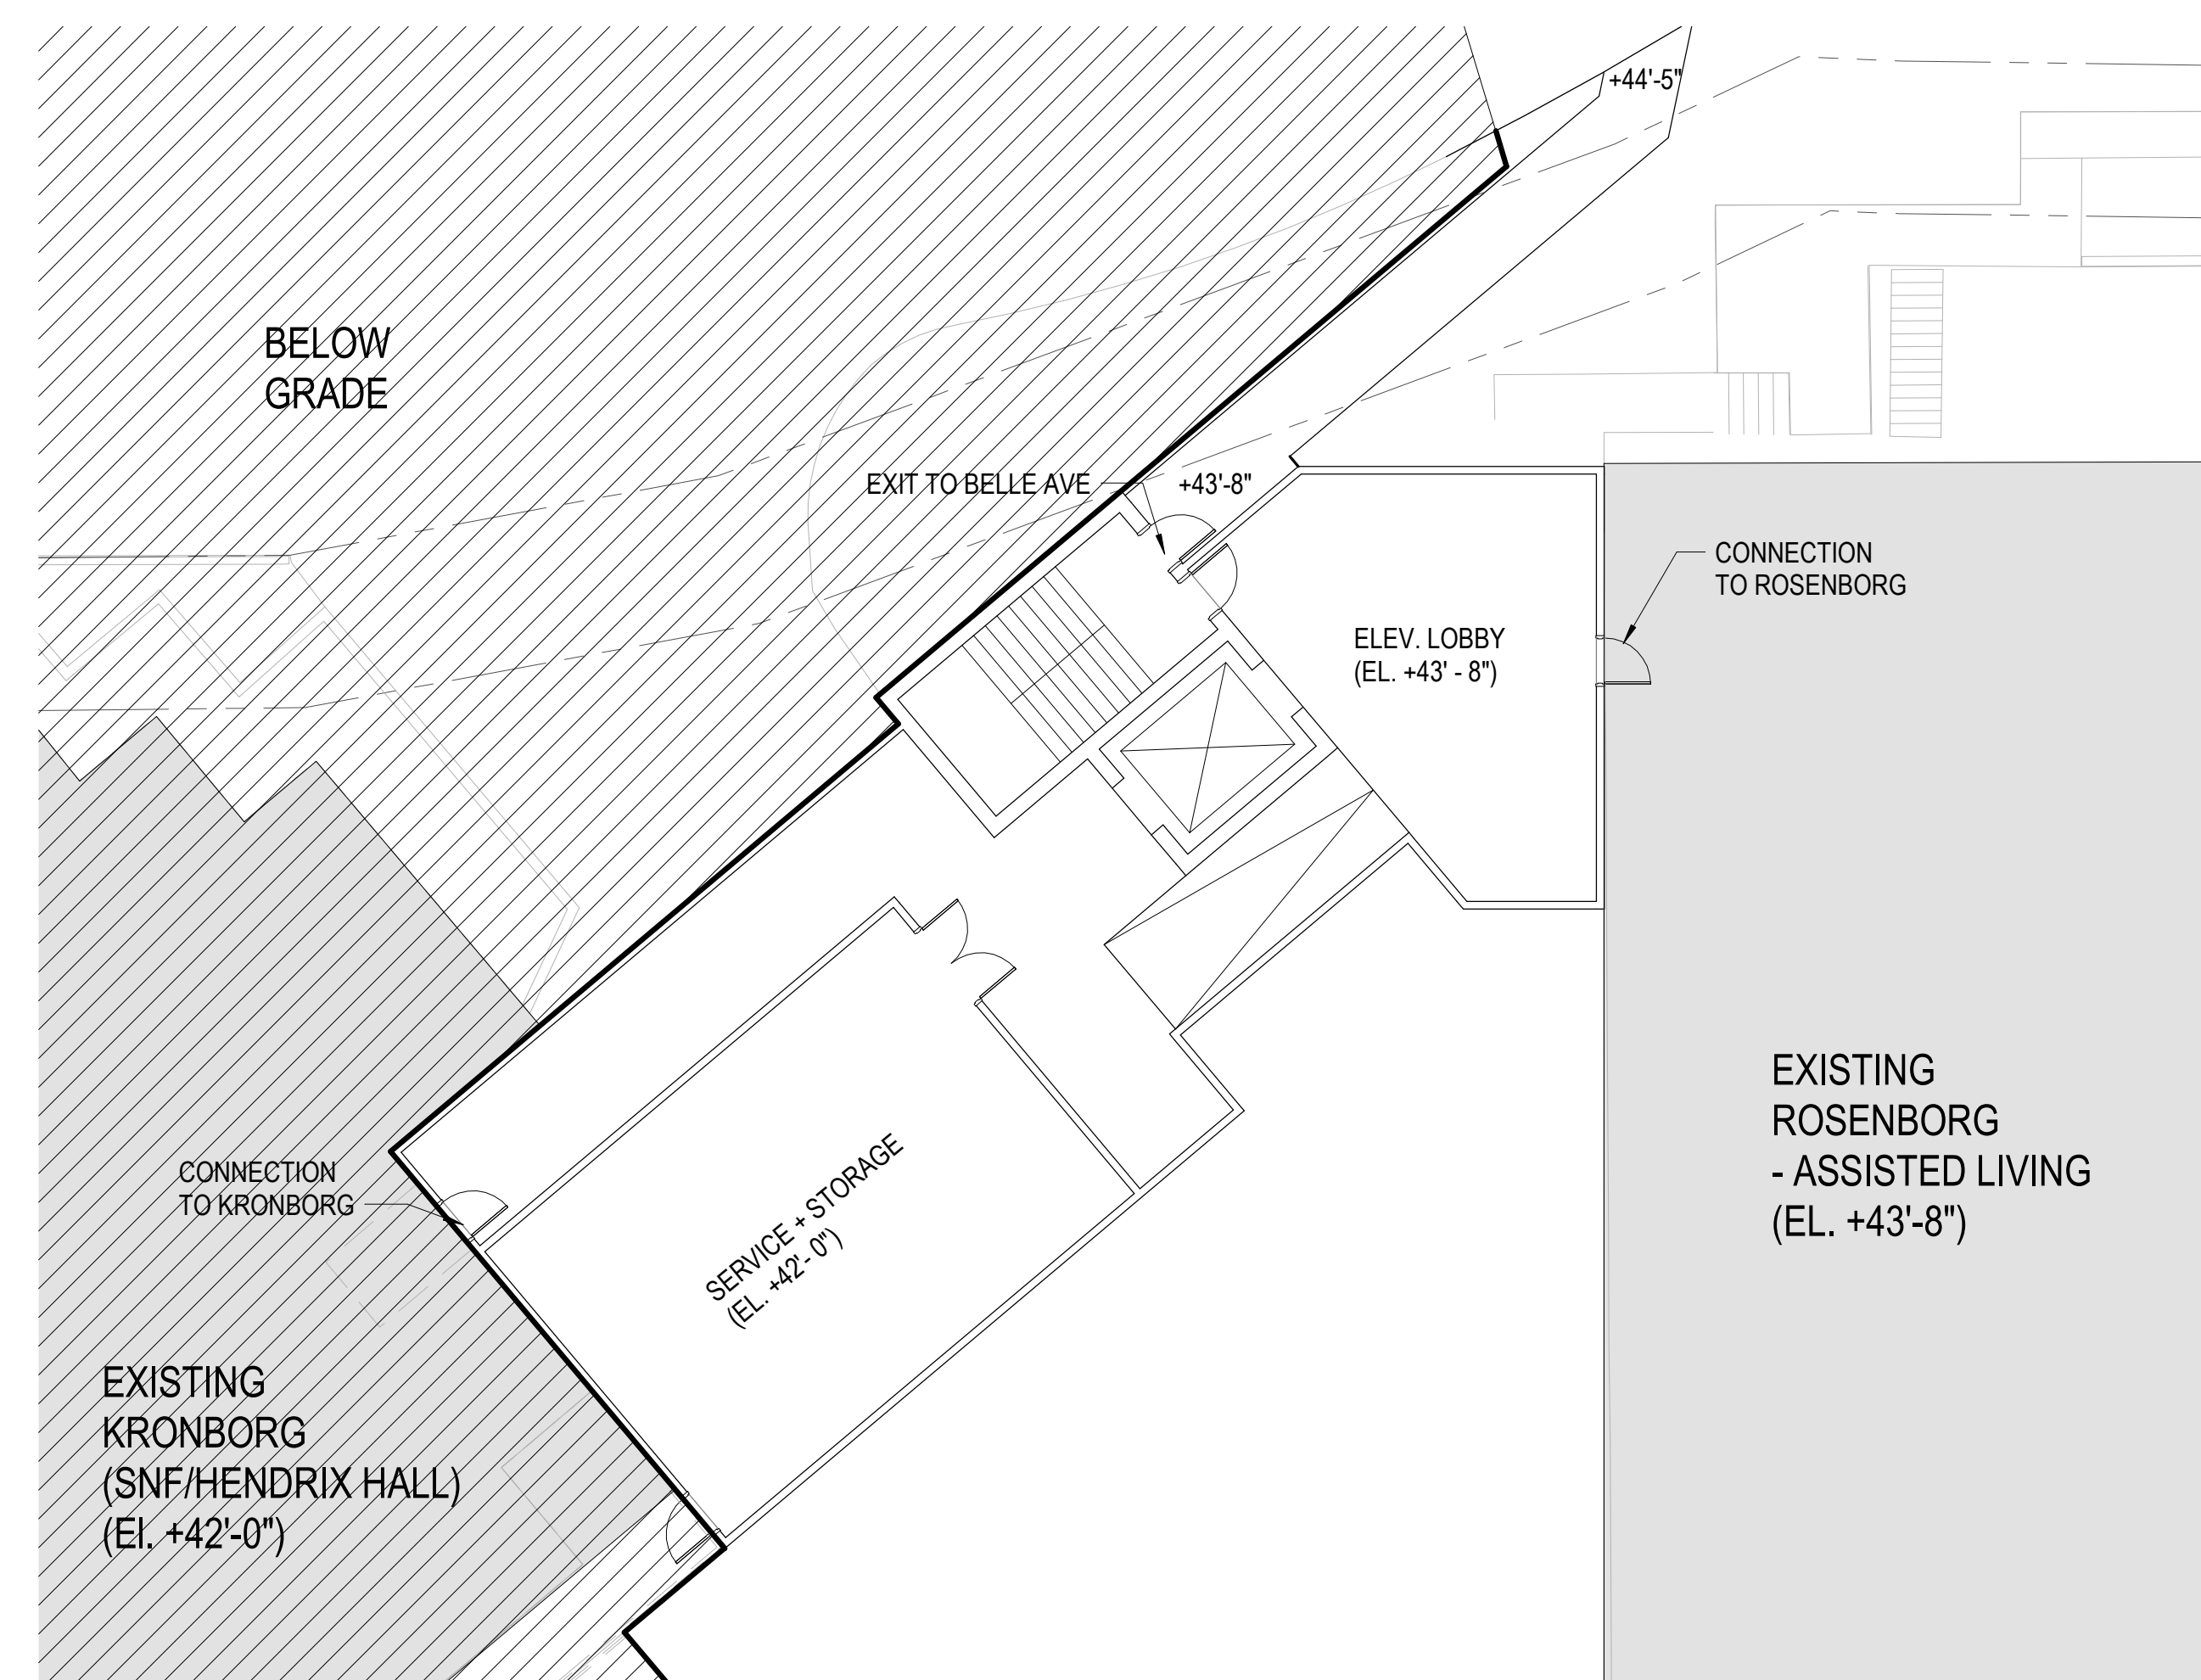 +44'-5"
BELOW
GRADE
EXIT TO BELLE AVE
+43'-8"
CONNECTION
TO ROSENBORG
ELEV. LOBBY
(EL. +43' - 8")
CONNECTION
TO KRONBORG
SERVICE + STORAGE
(EL. +42'- 0")
EXISTING
ROSENBORG
- ASSISTED LIVING
(EL. +43'-8")
EXISTING
KRONBORG
(SNF/HENDRIX HALL)
(El. +42'-0")